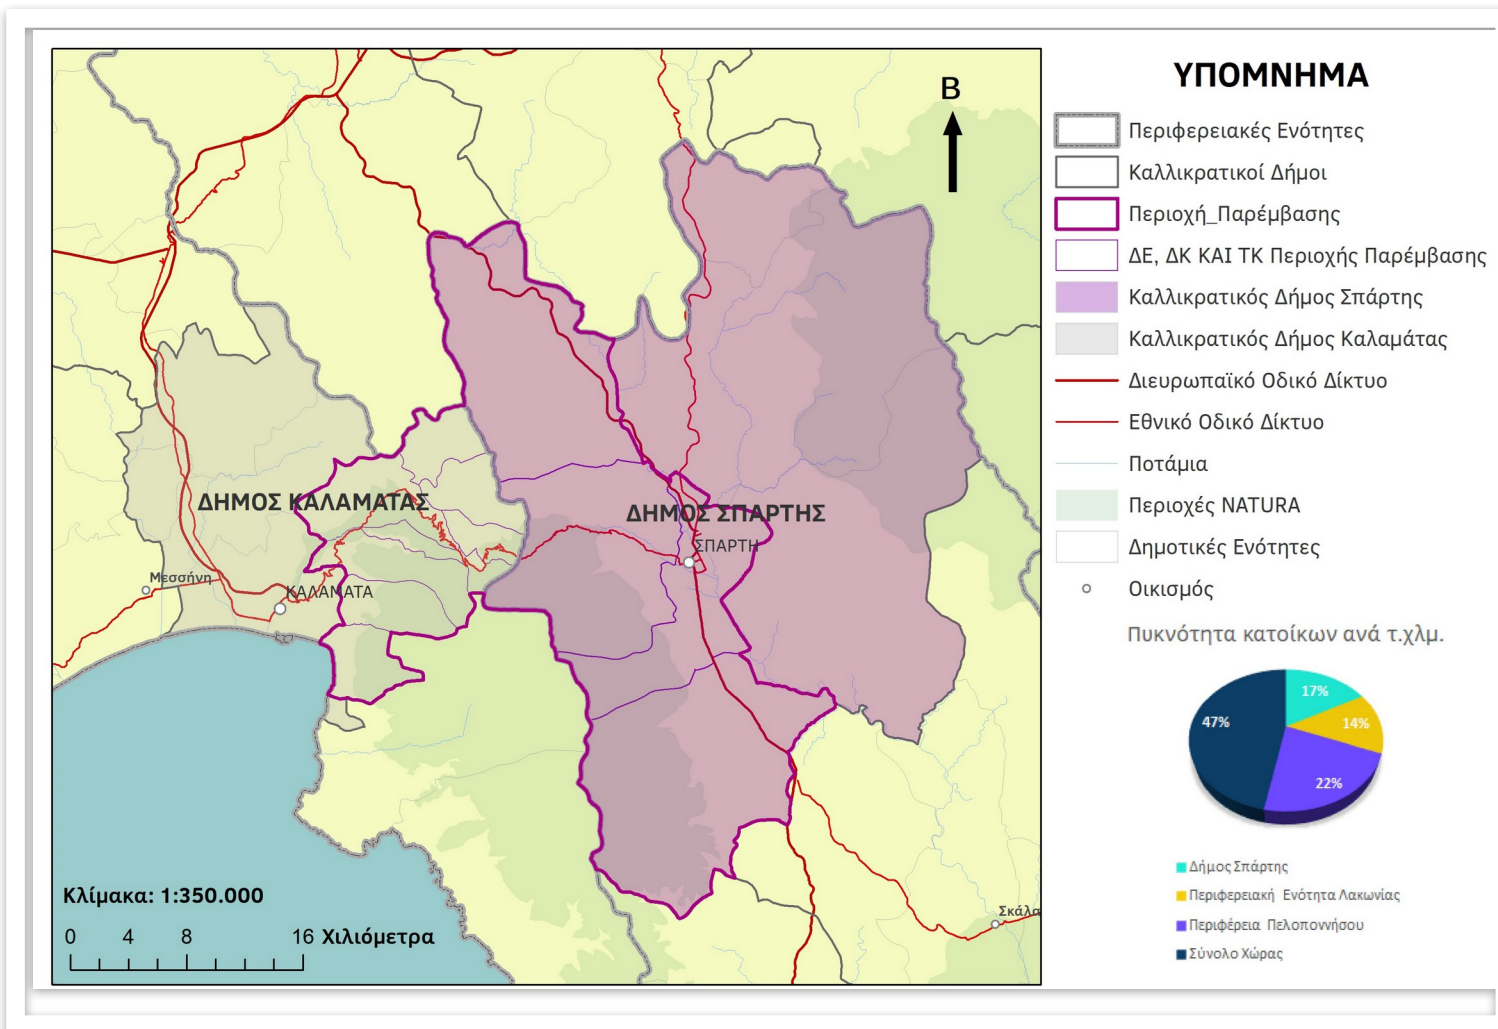 Β
ΔΗΜΟΣ ΚΑΛΑΜΑΤΑΣ
ΔΗΜΟΣ ΣΠΑΡΤΗΣ
ΣΠΑΡΤΗ
Μεσσήνη
ΚΑΛΑΜΑΤΑ
Σκάλα
Κλίμακα: 1:350.000
0 4 8 16 Χιλιόμετρα
ΥΠΟΜΝΗΜΑ
Περιφερειακές Ενότητες
Καλλικρατικοί Δήμοι
Περιοχή_Παρέμβασης
ΔΕ, ΔΚ ΚΑΙ ΤΚ Περιοχής Παρέμβασης
Καλλικρατικός Δήμος Σπάρτης
Καλλικρατικός Δήμος Καλαμάτας
Διευρωπαϊκό Οδικό Δίκτυο
Εθνικό Οδικό Δίκτυο
Ποτάμια
Περιοχές NATURA
Δημοτικές Ενότητες
Οικισμός
Πυκνότητα κατοίκων ανά τ.χλμ.
17%
14%
22%
47%
Δήμος Σπάρτης
Περιφερειακή Ενότητα Λακωνίας
Περιφέρεια Πελοποννήσου
Σύνολο Χώρας